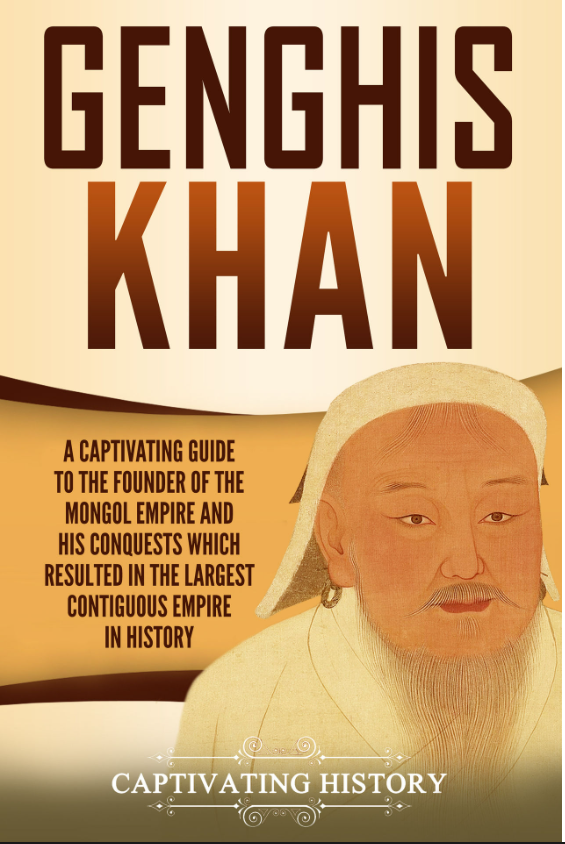 GENGHIS
KHAN
A CAPTIVATING GUIDE
TO THE FOUNDER OF THE
MONGOL EMPIRE AND
HIS CONQUESTS WHICH
RESULTED IN THE LARGEST
CONTIGUOUS EMPIRE
IN HISTORY
CAPTIVATING HISTORY